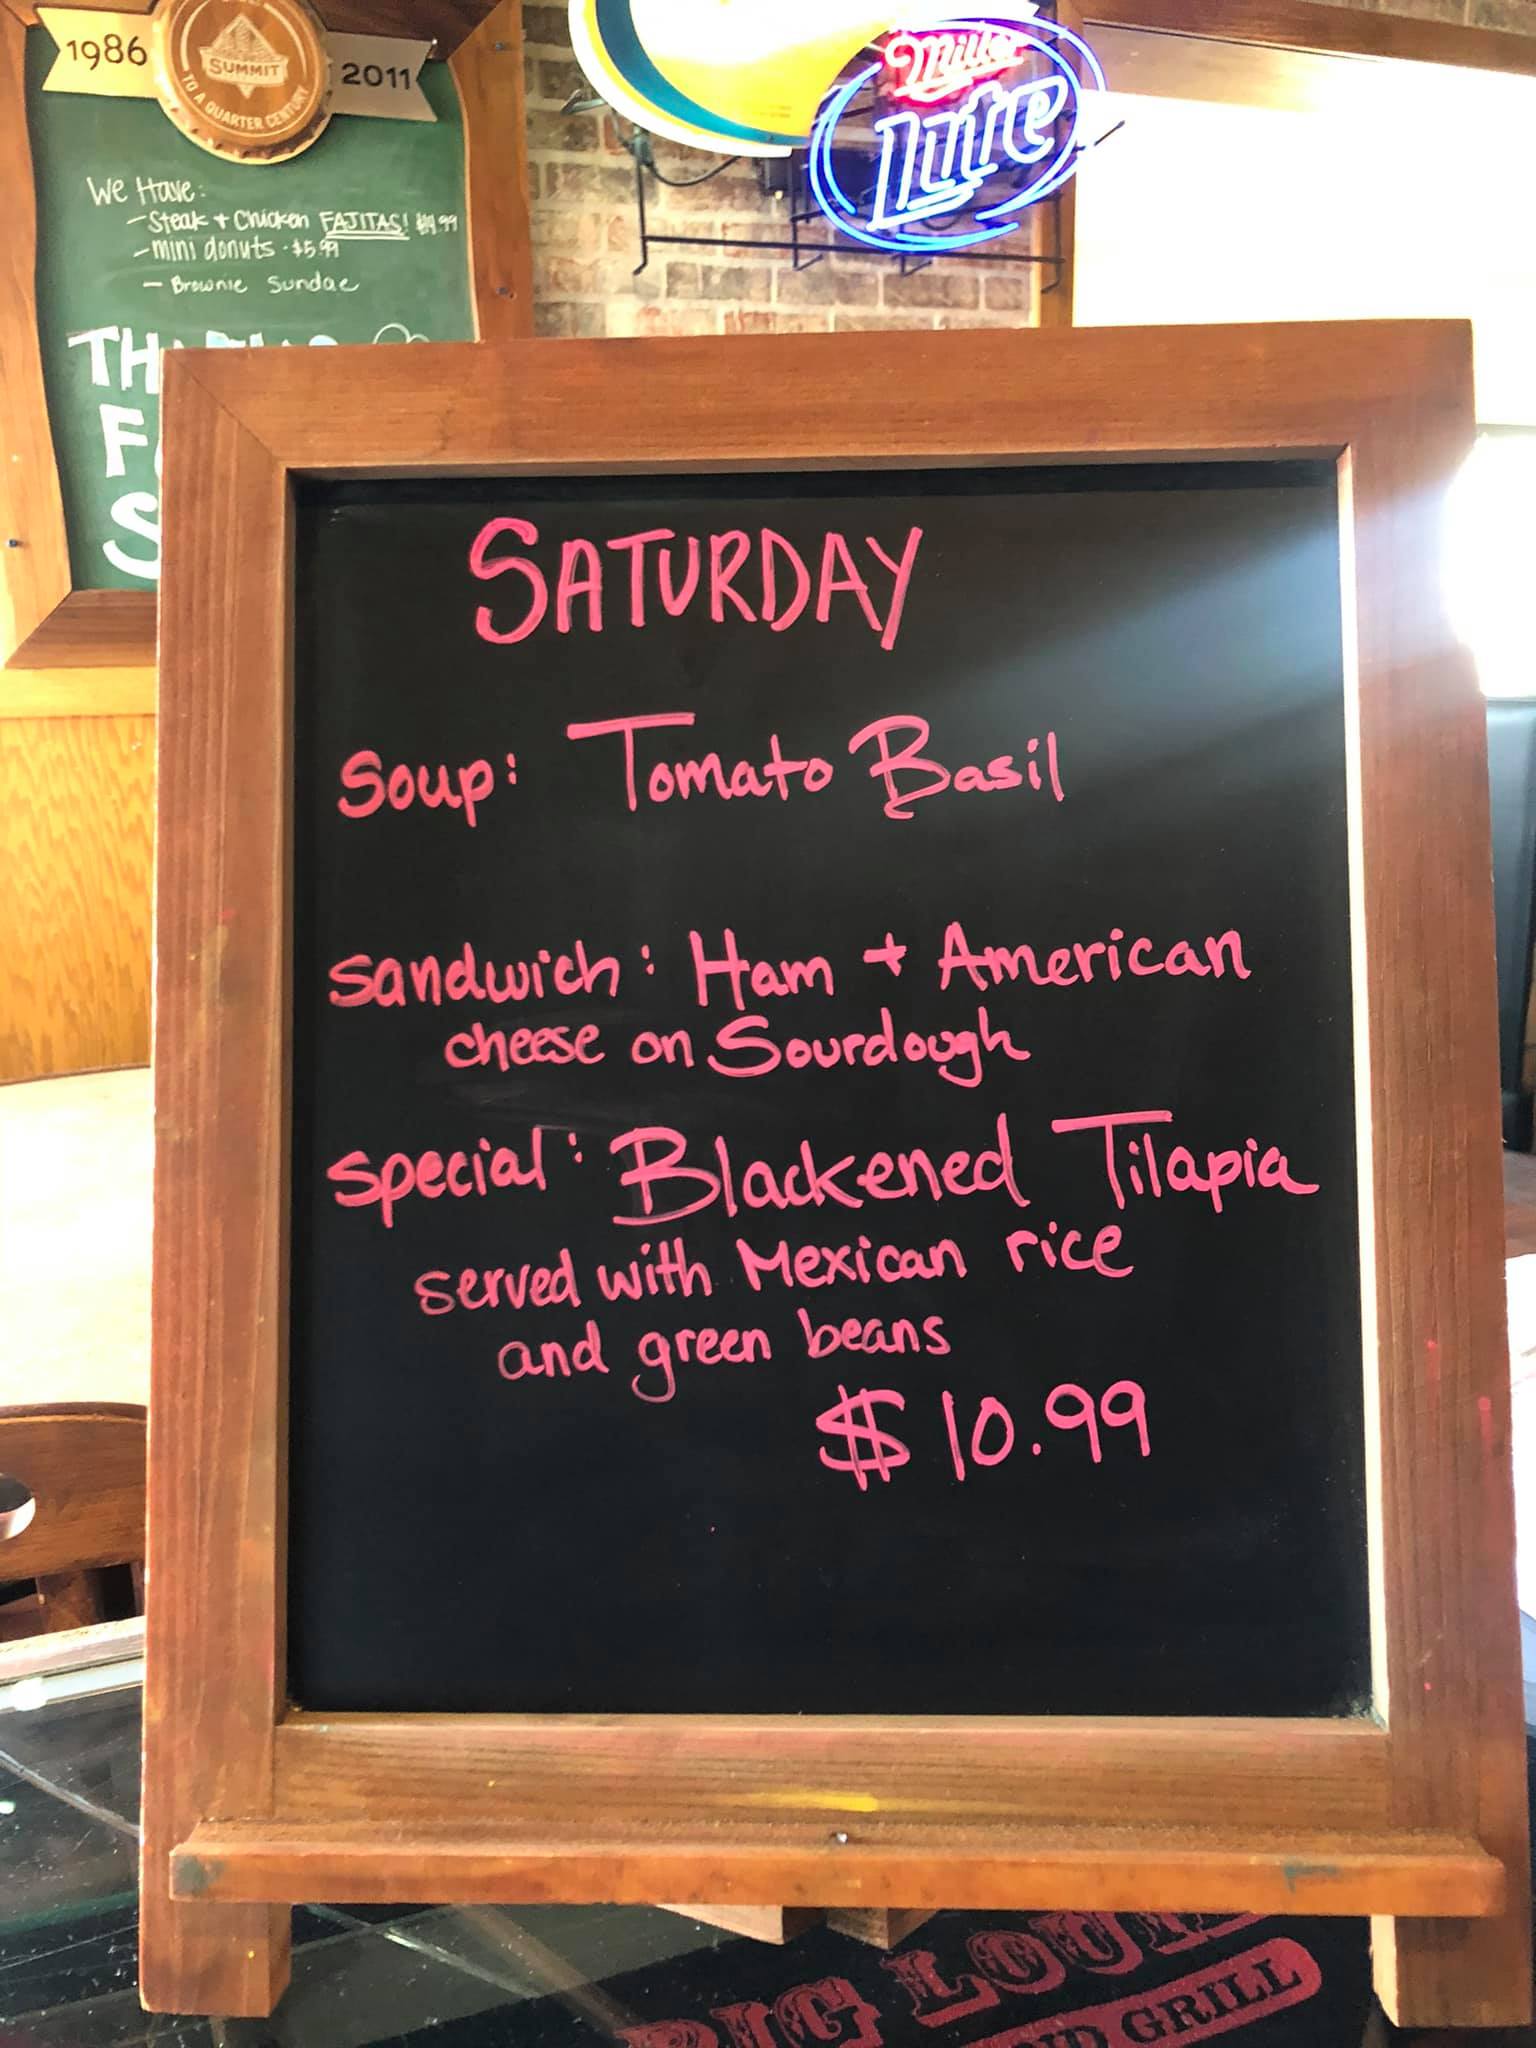 1986
SUMMIT
TO A QUARTER CENTURY
2011
We Have:
- Steak + Chicken FAJITAS!
- mini donuts - $5.99
- Brownie Sundae
Miller
Lite
SATURDAY
Soup: Tomato Basil
Sandwich: Ham + American
cheese on Sourdough
Special: Blackened Tilapia
served with Mexican rice
and green beans
$10.99
BIG LOUI
GRILL